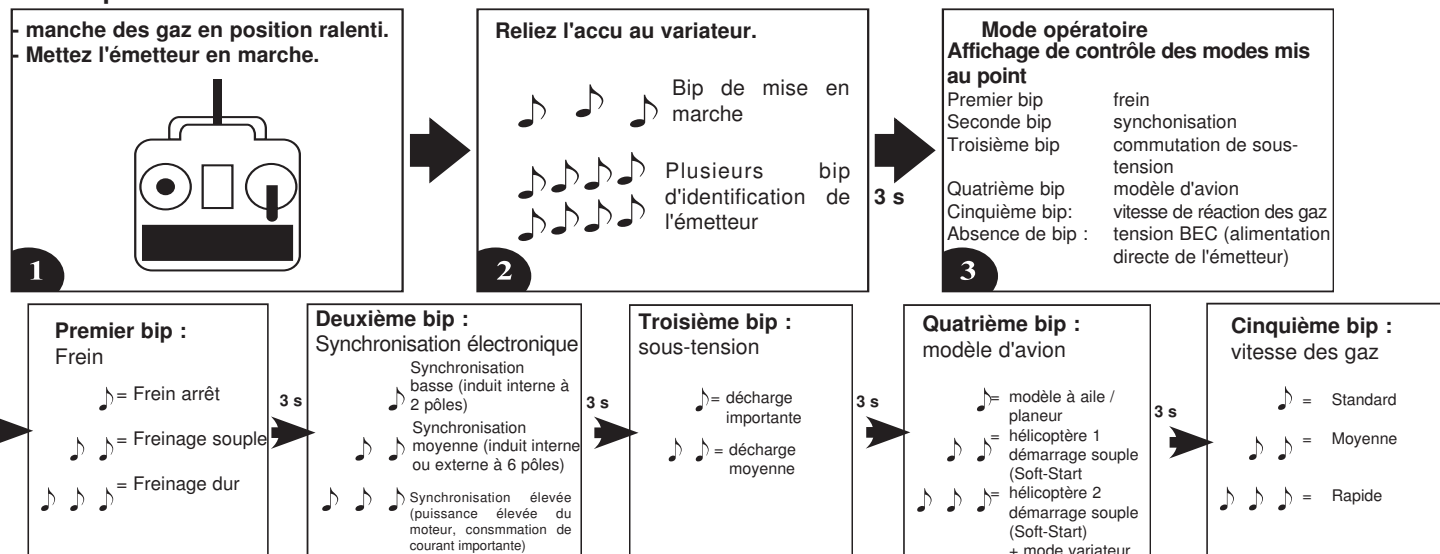 - manche des gaz en position ralenti.
- Mettez l'émetteur en marche.
1
Reliez l'accu au variateur.
Bip de mise en
marche
Plusieurs bip
d'identification de
l'émetteur
2
3 s
Mode opératoire
Affichage de contrôle des modes mis
au point
Premier bip frein
Seconde bip synchonisation
Troisième bip commutation de sous-
tension
Quatrième bip modèle d'avion
Cinquième bip: vitesse de réaction des gaz
Absence de bip : tension BEC (alimentation
directe de l'émetteur)
3
Premier bip :
Frein
= Frein arrêt
= Freinage souple
= Freinage dur
3 s
Deuxième bip :
Synchronisation électronique
Synchronisation
basse (induit interne à
2 pôles)
Synchronisation
moyenne (induit interne
ou externe à 6 pôles)
Synchronisation élevée
(puissance élevée du
moteur, consmmation de
courant importante)
3 s
Troisième bip :
sous-tension
= décharge
importante
= décharge
moyenne
3 s
Quatrième bip :
modèle d'avion
= modèle à aile /
planeur
= hélicoptère 1
démarrage souple
(Soft-Start
= hélicoptère 2
démarrage souple
(Soft-Start)
+ mode variateur
3 s
Cinquième bip :
vitesse des gaz
= Standard
= Moyenne
= Rapide